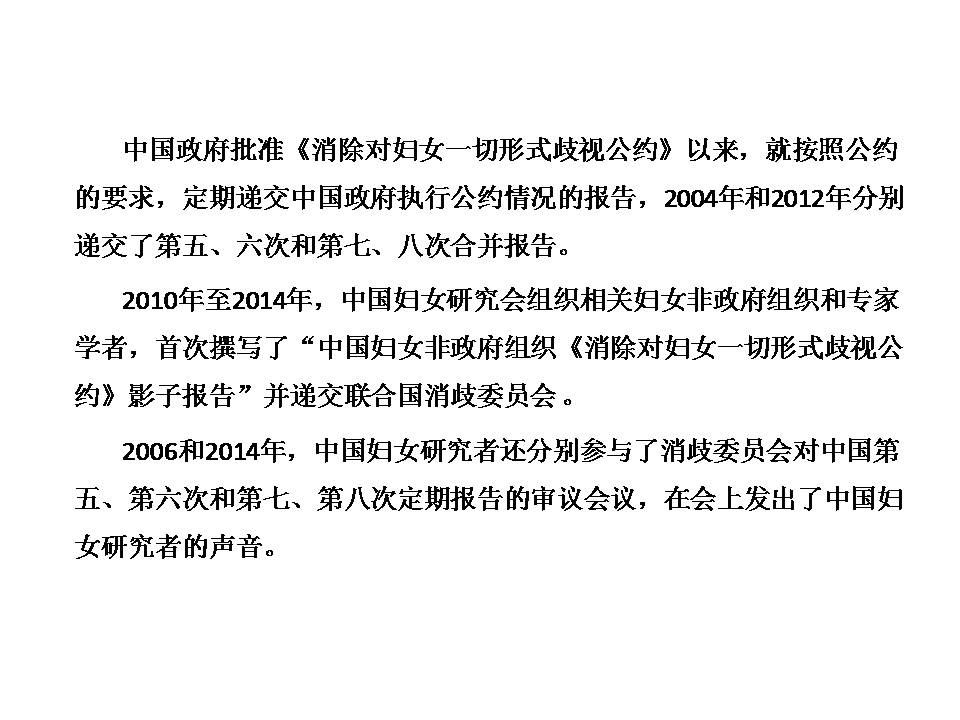 中国政府批准《消除对妇女一切形式歧视公约》以来，就按照公约
的要求，定期递交中国政府执行公约情况的报告，2004年和2012年分别
递交了第五、六次和第七、八次合并报告。
2010年至2014年，中国妇女研究会组织相关妇女非政府组织和专家
学者，首次撰写了“中国妇女非政府组织《消除对妇女一切形式歧视公
约》影子报告”并递交联合国消歧委员会 。
2006和2014年，中国妇女研究者还分别参与了消歧委员会对中国第
五、第六次和第七、第八次定期报告的审议会议，在会上发出了中国妇
女研究者的声音。